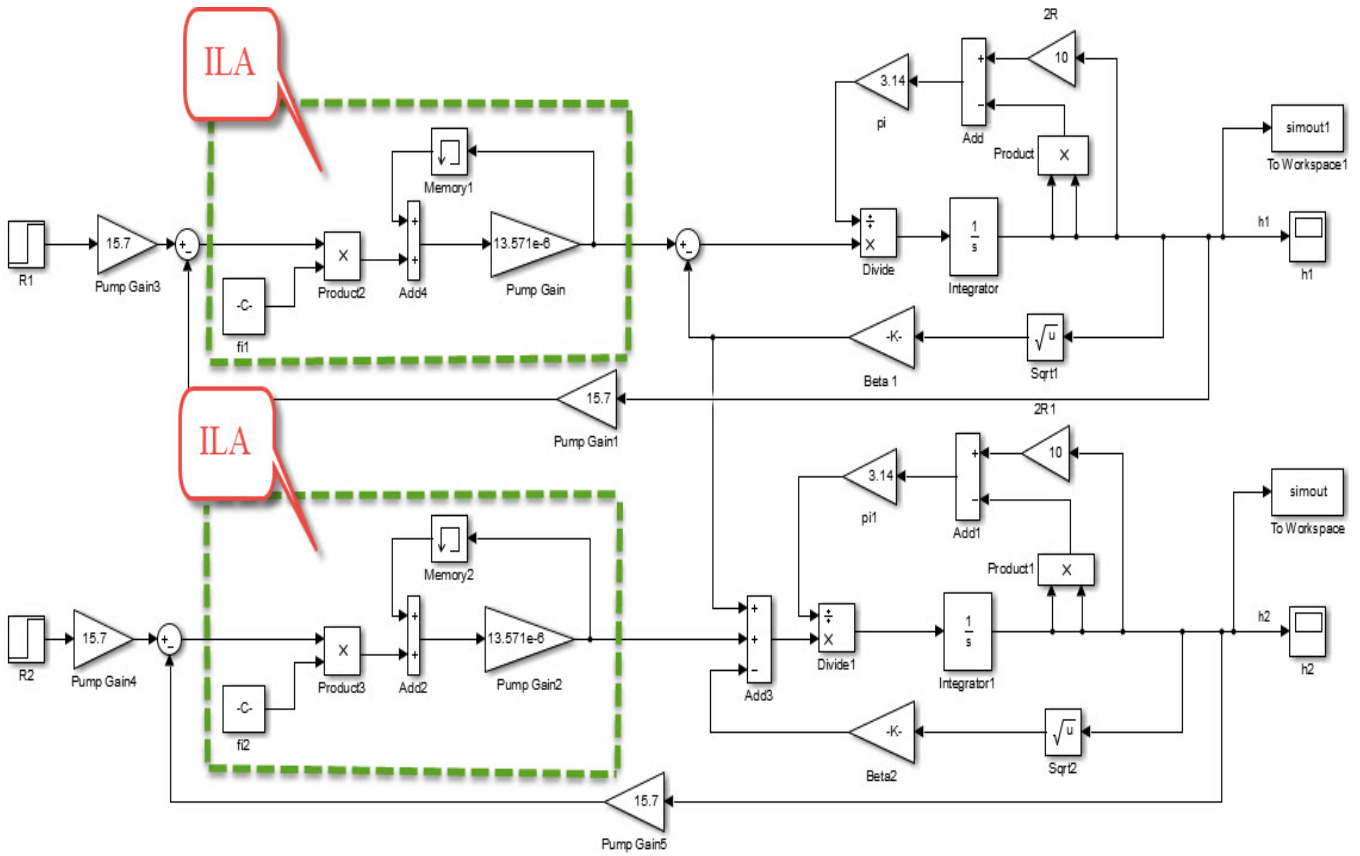 ILA
2R
10
3.14
pi
+
−
Add
Product
×
simout1
To Workspace1
Memory1
R1
15.7
Pump Gain3
+
−
-C-
fi1
×
Product2
+
+
Add4
13.571e-6
Pump Gain
+
−
÷
×
Divide
1
s
Integrator
h1
h1
-K-
Beta 1
√u
Sqrt1
15.7
Pump Gain1
ILA
2R1
10
3.14
pi1
+
−
Add1
Product1
×
simout
To Workspace
Memory2
R2
15.7
Pump Gain4
+
−
-C-
fi2
×
Product3
+
+
Add2
13.571e-6
Pump Gain2
+
+
−
Add3
÷
×
Divide1
1
s
Integrator1
h2
h2
-K-
Beta2
√u
Sqrt2
15.7
Pump Gain5